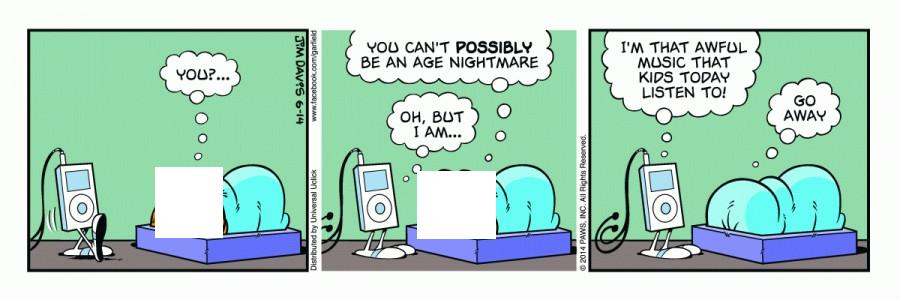 YOU?...
JIM DAVIS 6-14
www.facebook.com/garfield
Distributed by Universal Uclick
YOU CAN'T POSSIBLY
BE AN AGE NIGHTMARE
OH, BUT
I AM...
© 2014 PAWS, INC. All Rights Reserved.
I'M THAT AWFUL
MUSIC THAT
KIDS TODAY
LISTEN TO!
GO
AWAY